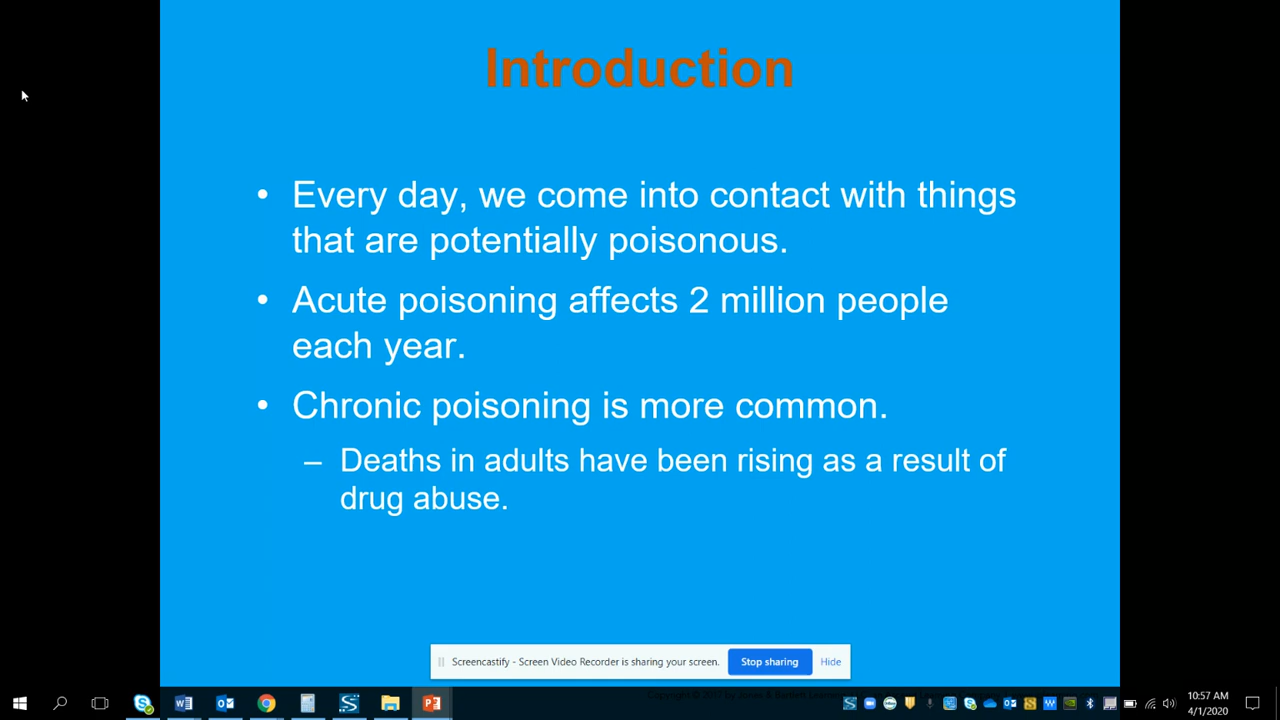 Introduction
• Every day, we come into contact with things
that are potentially poisonous.
• Acute poisoning affects 2 million people
each year.
• Chronic poisoning is more common.
– Deaths in adults have been rising as a result of
drug abuse.
Screencastify - Screen Video Recorder is sharing your screen.
Stop sharing
Hide
10:57 AM
4/1/2020